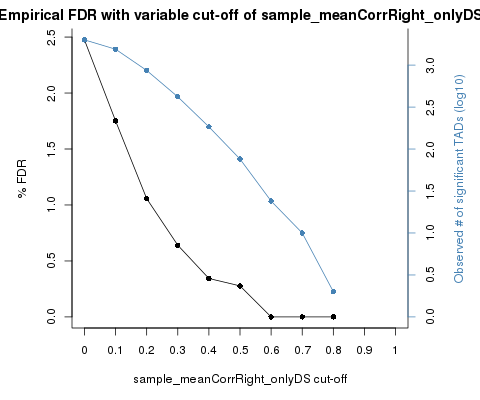 Empirical FDR with variable cut-off of sample_meanCorrRight_onlyDS
2.5
2.0
1.5
1.0
0.5
0.0
% FDR
3.0
2.5
2.0
1.5
1.0
0.5
0.0
Observed # of significant TADs (log10)
0 0.1 0.2 0.3 0.4 0.5 0.6 0.7 0.8 0.9 1
sample_meanCorrRight_onlyDS cut-off